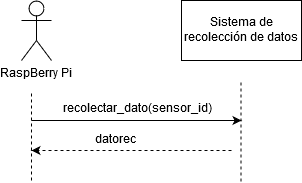 Sistema de
recolección de datos
RaspBerry Pi
recolectar_dato(sensor_id)
datorec